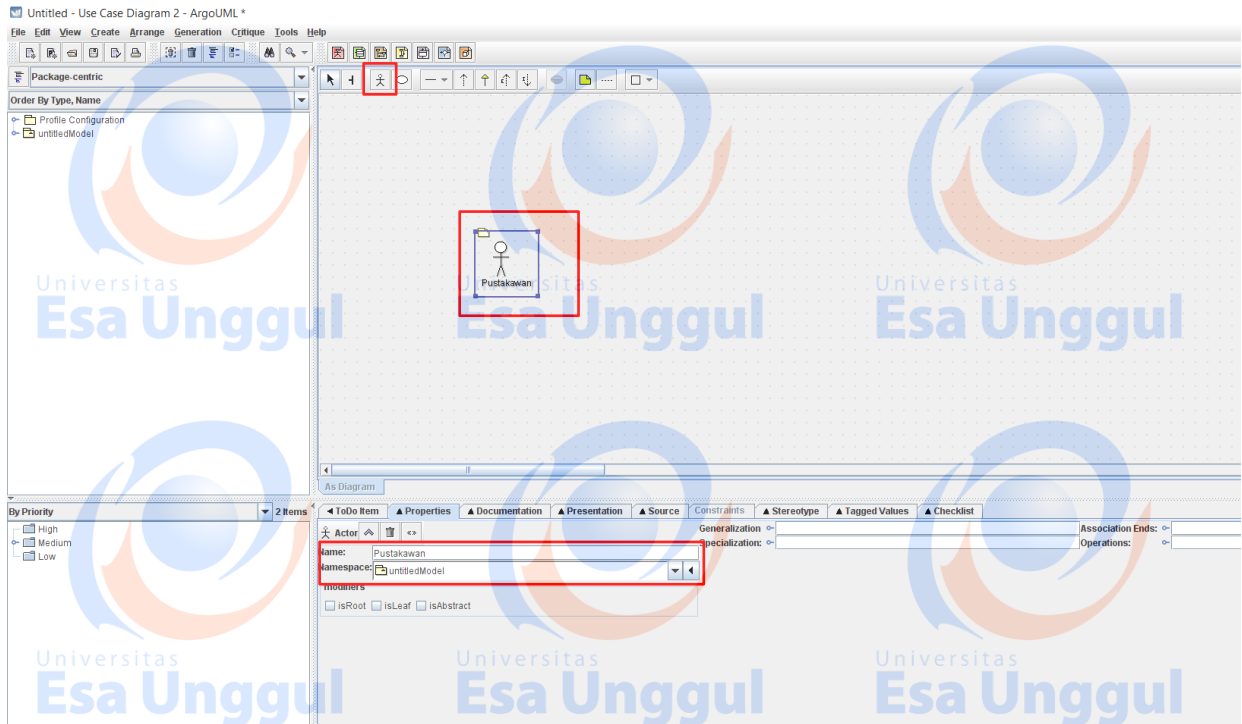 Untitled - Use Case Diagram 2 - ArgoUML *
File Edit View Create Arrange Generation Critique Tools Help
Package-centric
Order By Type, Name
Profile Configuration
untitledModel
Pustakawan
Universitas
Esa Unggul
Universitas
Esa Unggul
Universitas
Esa Unggul
As Diagram
By Priority
2 Items
High
Medium
Low
ToDo Item
Properties
Documentation
Presentation
Source
Constraints
Stereotype
Tagged Values
Checklist
Actor
Generalization
Association Ends:
Specialization:
Operations:
Name:
Pustakawan
Namespace:
untitledModel
modifiers
isRoot
isLeaf
isAbstract
Universitas
Esa Unggul
Universitas
Esa Unggul
Universitas
Esa Unggul